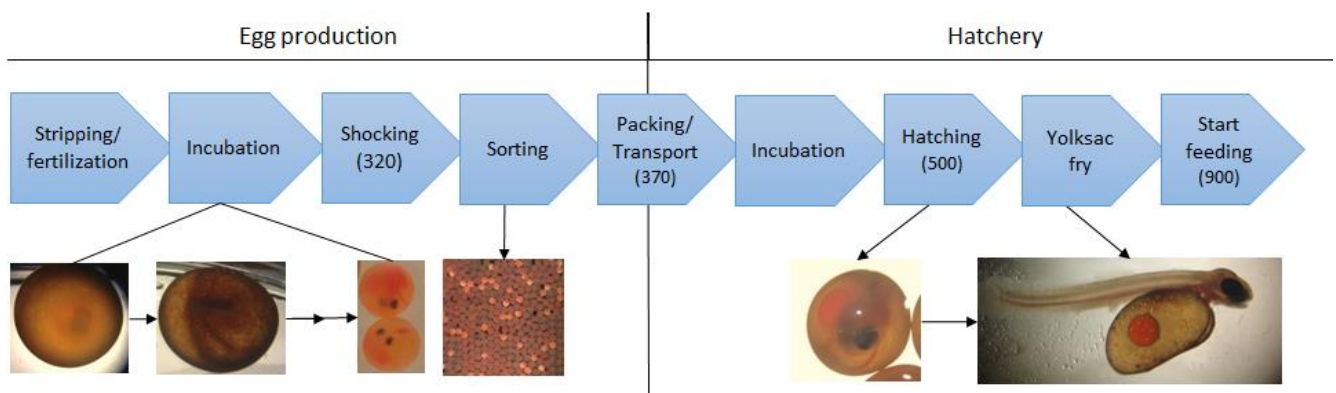 Egg production
Hatchery
Stripping/
fertilization
Incubation
Shocking
(320)
Sorting
Packing/
Transport
(370)
Incubation
Hatching
(500)
Yolksac
fry
Start
feeding
(900)